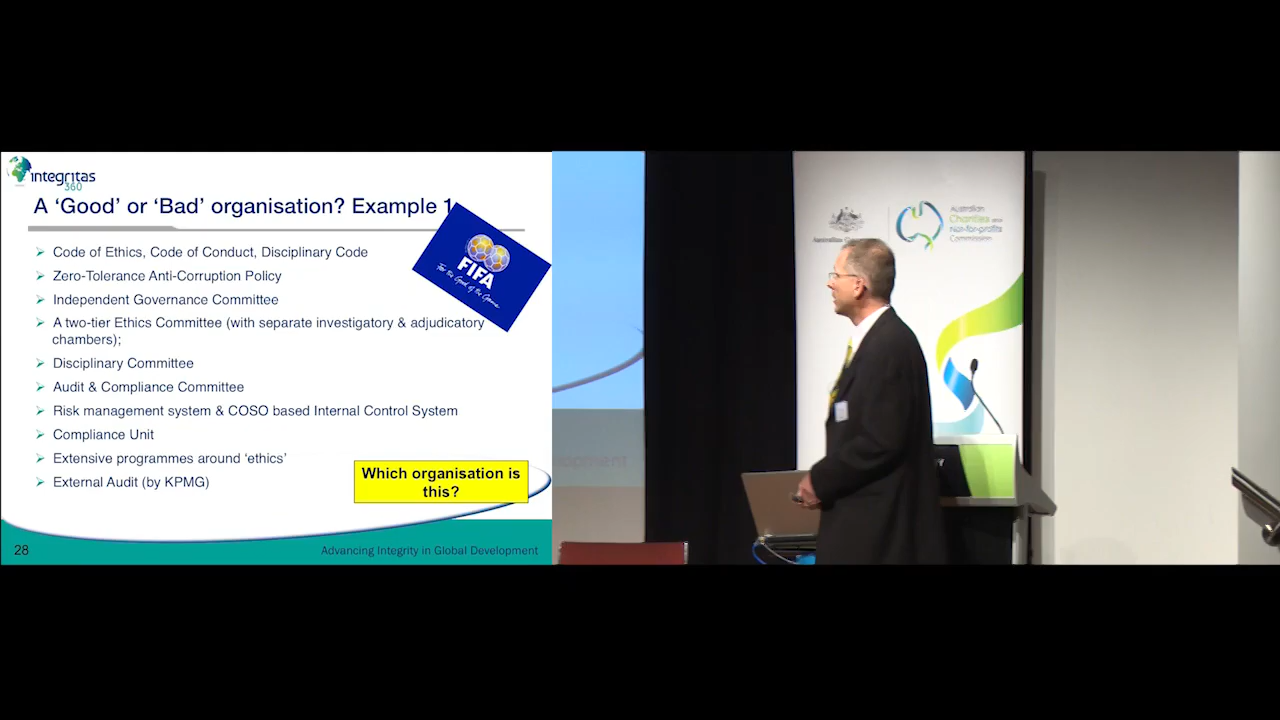 integritas
360
A ‘Good’ or ‘Bad’ organisation? Example 1
FIFA
For the Good of the Game
Code of Ethics, Code of Conduct, Disciplinary Code
Zero-Tolerance Anti-Corruption Policy
Independent Governance Committee
A two-tier Ethics Committee (with separate investigatory & adjudicatory
chambers);
Disciplinary Committee
Audit & Compliance Committee
Risk management system & COSO based Internal Control System
Compliance Unit
Extensive programmes around ‘ethics’
External Audit (by KPMG)
Which organisation is
this?
28
Advancing Integrity in Global Development
Australian
Charities and
Not-for-profits
Commission
Australian